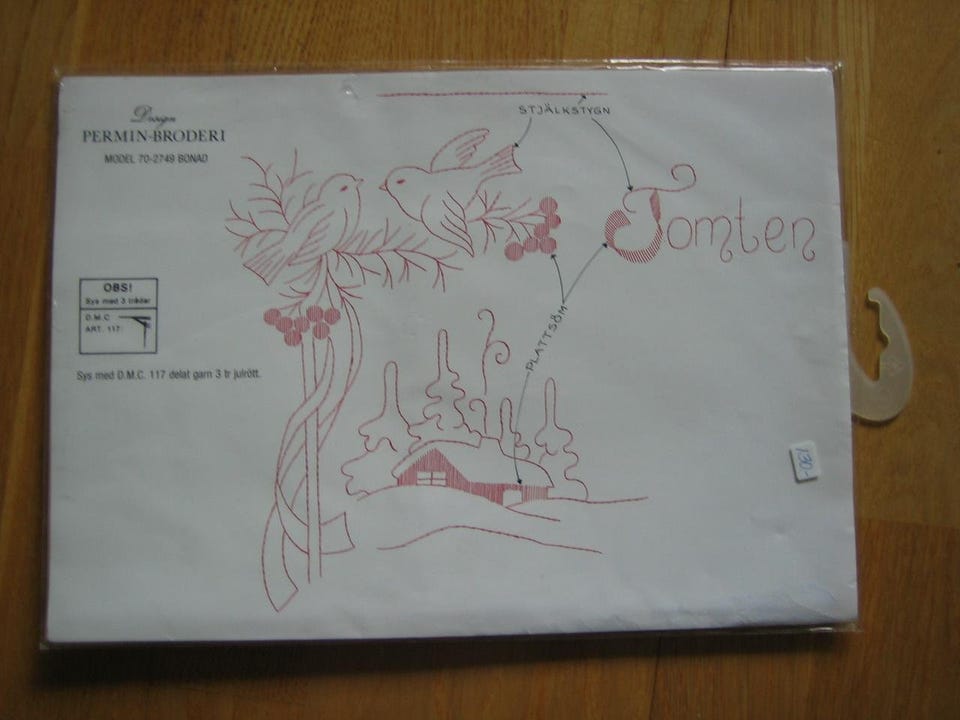 Design
PERMIN-BRODERI
MODEL 70-2749 BONAD
STJÄLKSTYGN
Tomten
OBS!
Sys med 3 trådar
D.M.C
ART. 117:
PLATTSÖM
Sys med D.M.C. 117 delat garn 3 tr julrött.
130:-